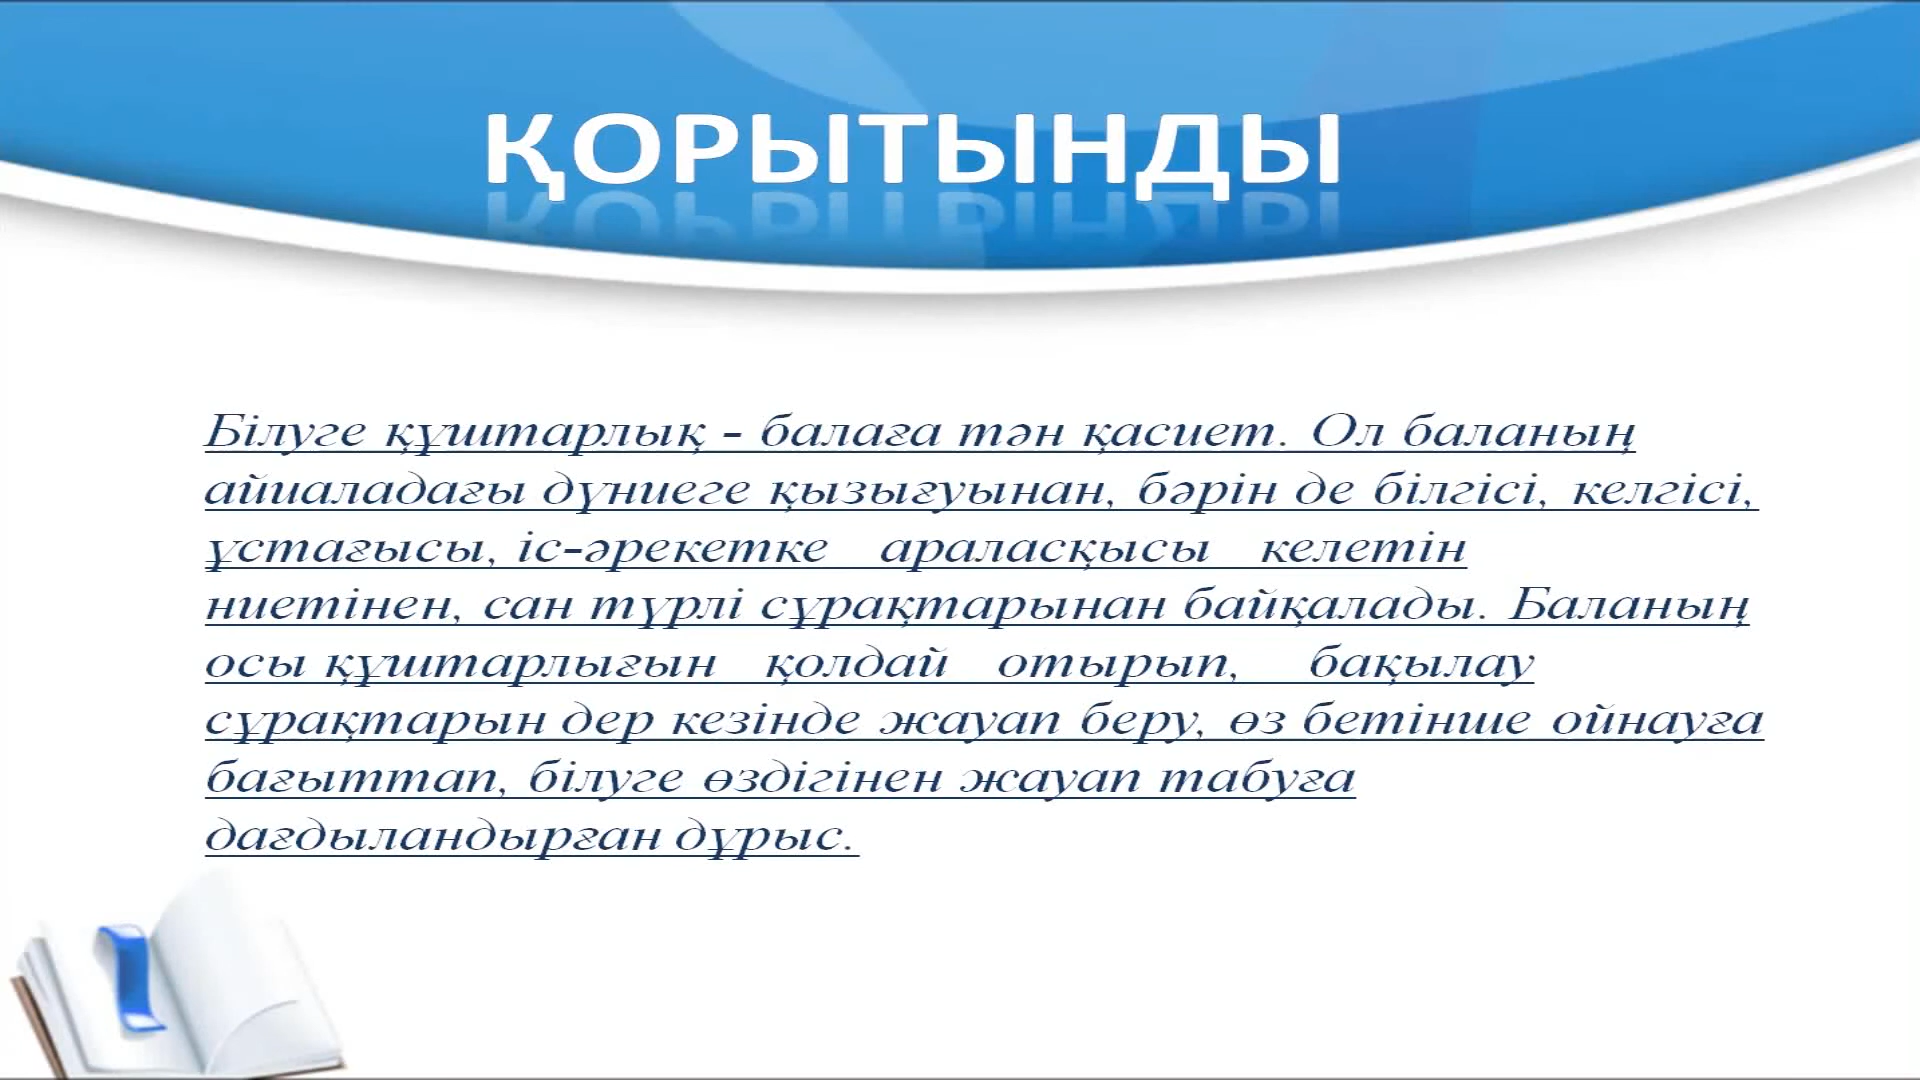 ҚОРЫТЫНДЫ
Білуге құштарлық - балаға тән қасиет. Ол баланың
айиаладағы дүниеге қызығуынан, бәрін де білгісі, келгісі,
ұстағысы, іс-әрекетке араласқысы келетін
ниетінен, сан түрлі сұрақтарынан байқалады. Баланың
осы құштарлығын қолдай отырып, бақылау
сұрақтарын дер кезінде жауап беру, өз бетінше ойнауға
бағыттап, білуге өздігінен жауап табуға
дағдыландырған дұрыс.